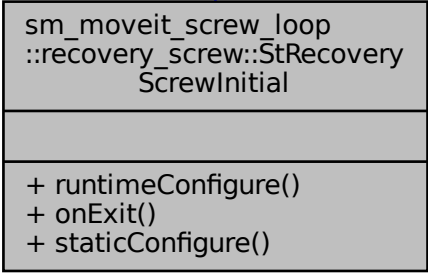 sm_moveit_screw_loop
::recovery_screw::StRecovery
ScrewInitial
+ runtimeConfigure()
+ onExit()
+ staticConfigure()